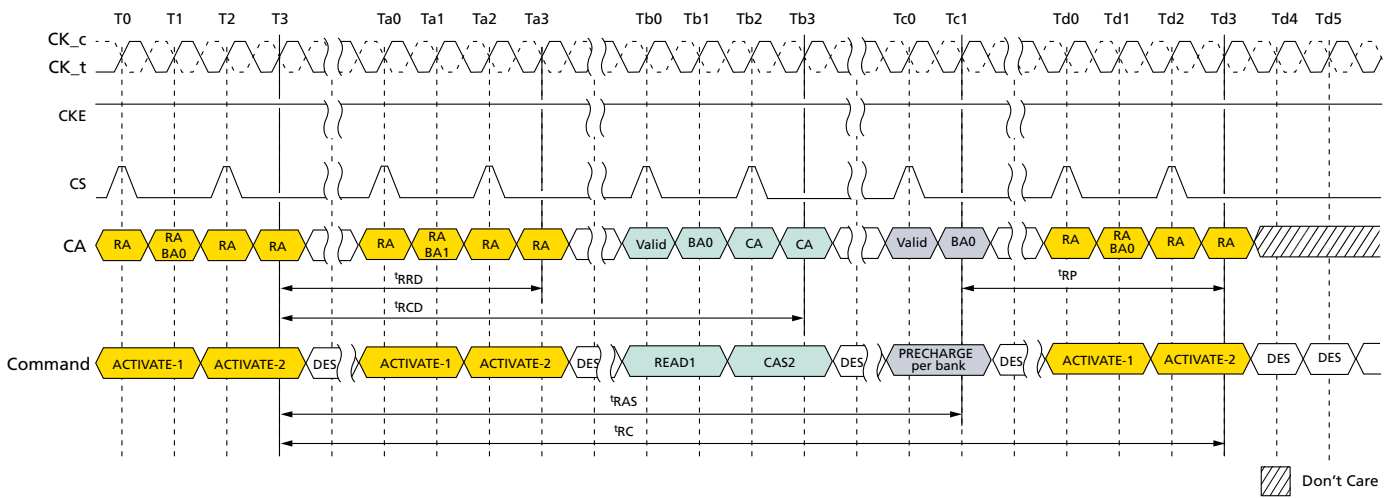 T0 T1 T2 T3 Ta0 Ta1 Ta2 Ta3 Tb0 Tb1 Tb2 Tb3 Tc0 Tc1 Td0 Td1 Td2 Td3 Td4 Td5
CK_c
CK_t
CKE
CS
CA RA RA BA0 RA RA RA RA BA1 RA RA Valid BA0 CA CA Valid BA0 RA RA BA0 RA RA
tRRD tRP
tRCD
Command ACTIVATE-1 ACTIVATE-2 DES ACTIVATE-1 ACTIVATE-2 DES READ1 CAS2 DES PRECHARGE per bank DES ACTIVATE-1 ACTIVATE-2 DES DES
tRAS
tRC
Don't Care